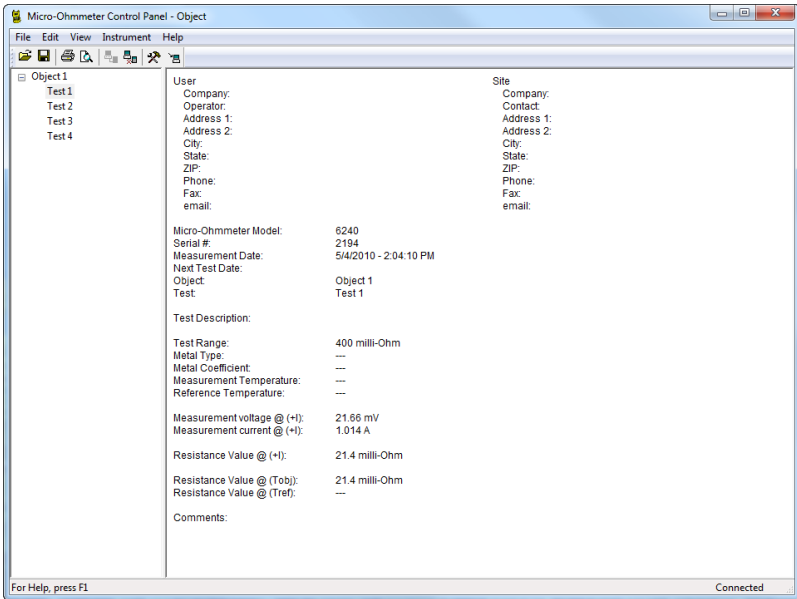 Micro-Ohmmeter Control Panel - Object
File Edit View Instrument Help
Object 1
Test 1
Test 2
Test 3
Test 4
User Site
Company: Company:
Operator: Contact:
Address 1: Address 1:
Address 2: Address 2:
City: City:
State: State:
ZIP: ZIP:
Phone: Phone:
Fax: Fax:
email: email:
Micro-Ohmmeter Model: 6240
Serial #: 2194
Measurement Date: 5/4/2010 - 2:04:10 PM
Next Test Date:
Object: Object 1
Test: Test 1
Test Description:
Test Range: 400 milli-Ohm
Metal Type: ---
Metal Coefficient: ---
Measurement Temperature: ---
Reference Temperature: ---
Measurement voltage @ (+I): 21.66 mV
Measurement current @ (+I): 1.014 A
Resistance Value @ (+I): 21.4 milli-Ohm
Resistance Value @ (Tobj): 21.4 milli-Ohm
Resistance Value @ (Tref): ---
Comments:
For Help, press F1 Connected